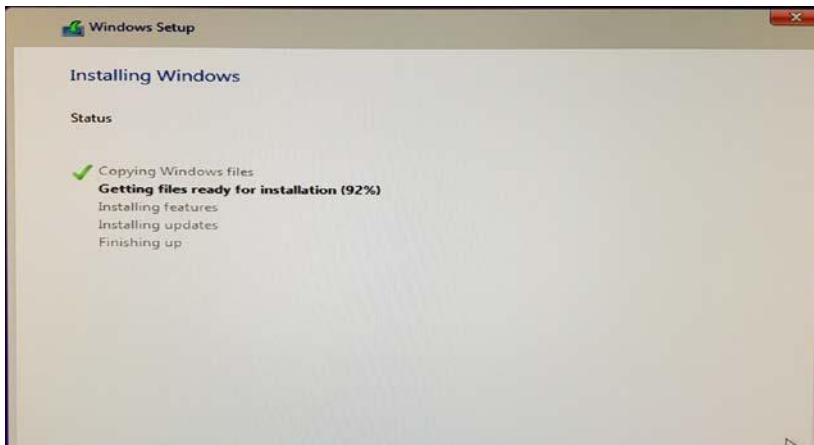 Windows Setup
Installing Windows
Status
Copying Windows files
Getting files ready for installation (92%)
Installing features
Installing updates
Finishing up